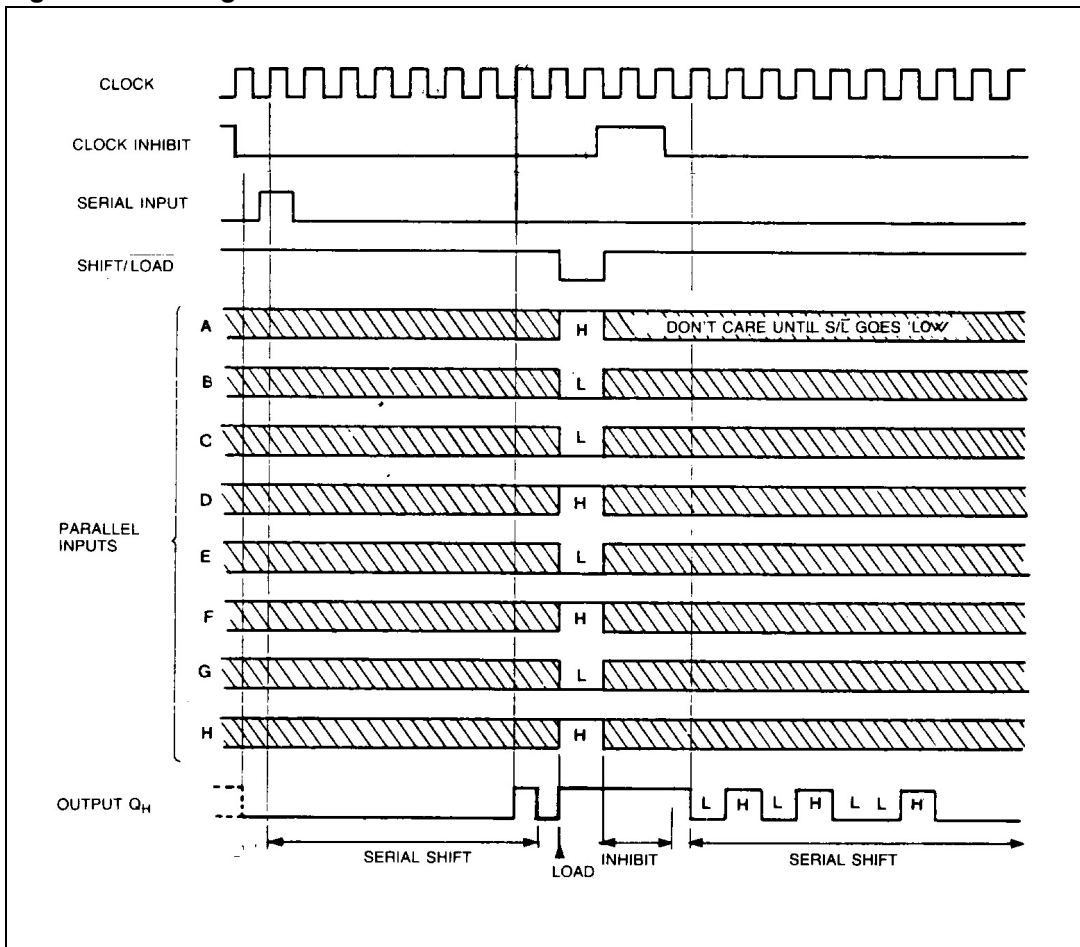 CLOCK
CLOCK INHIBIT
SERIAL INPUT
SHIFT/LOAD
A
H
DON'T CARE UNTIL S/L GOES LOW
B
L
C
L
D
H
PARALLEL
INPUTS
E
L
F
H
G
L
H
H
OUTPUT QH
L H L H L L H
SERIAL SHIFT
LOAD
INHIBIT
SERIAL SHIFT